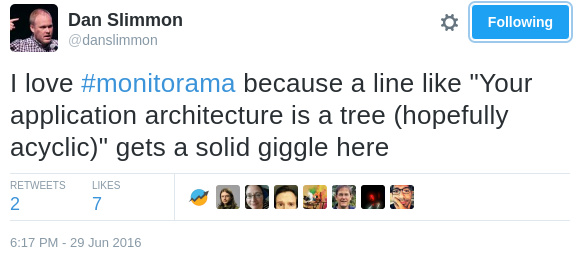 Dan Slimmon
@danslimmon
Following
I love #monitorama because a line like "Your
application architecture is a tree (hopefully
acyclic)" gets a solid giggle here
RETWEETS LIKES
2 7
6:17 PM - 29 Jun 2016